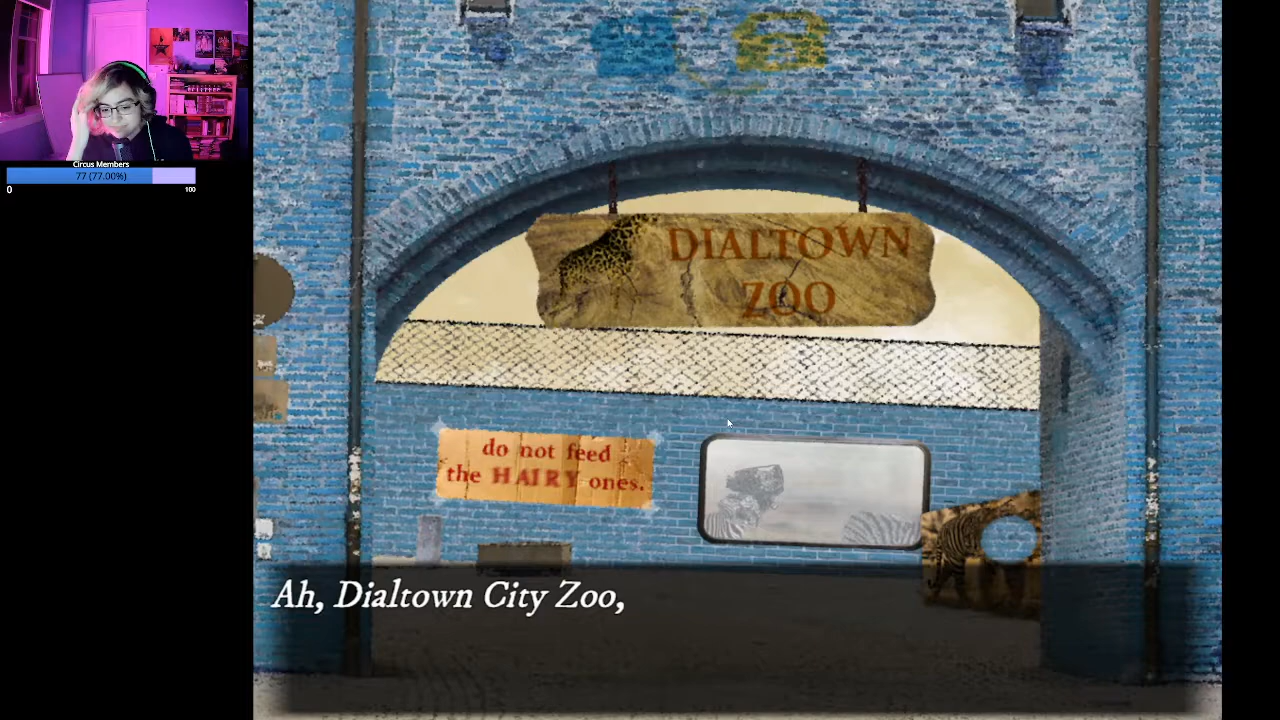 Circus Members
77 (77.00%)
0
100
DIALTOWN
ZOO
do not feed
the HAIRY ones.
Ah, Dialtown City Zoo,